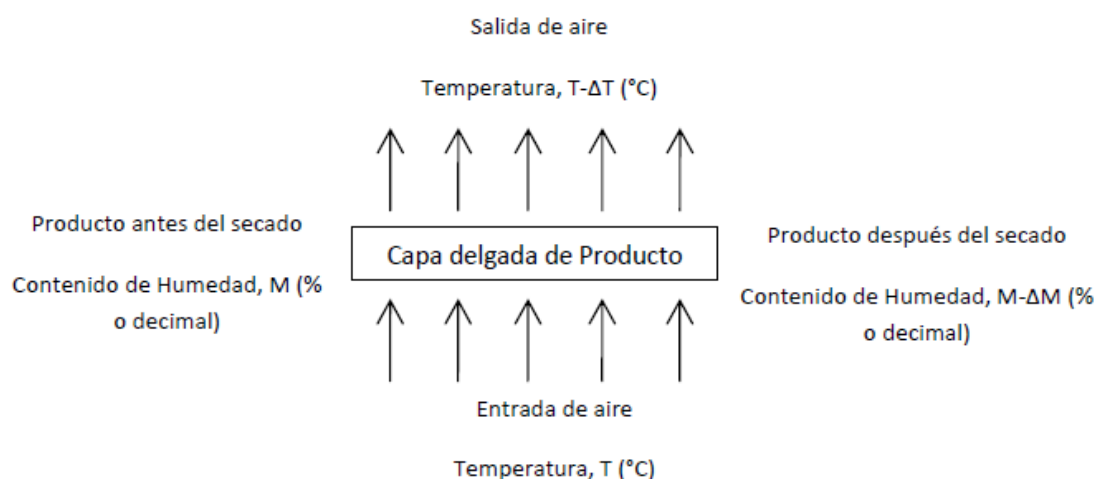 Salida de aire
Temperatura, T-ΔT (°C)
Producto antes del secado
Contenido de Humedad, M (%
o decimal)
Capa delgada de Producto
Producto después del secado
Contenido de Humedad, M-ΔM (%
o decimal)
Entrada de aire
Temperatura, T (°C)